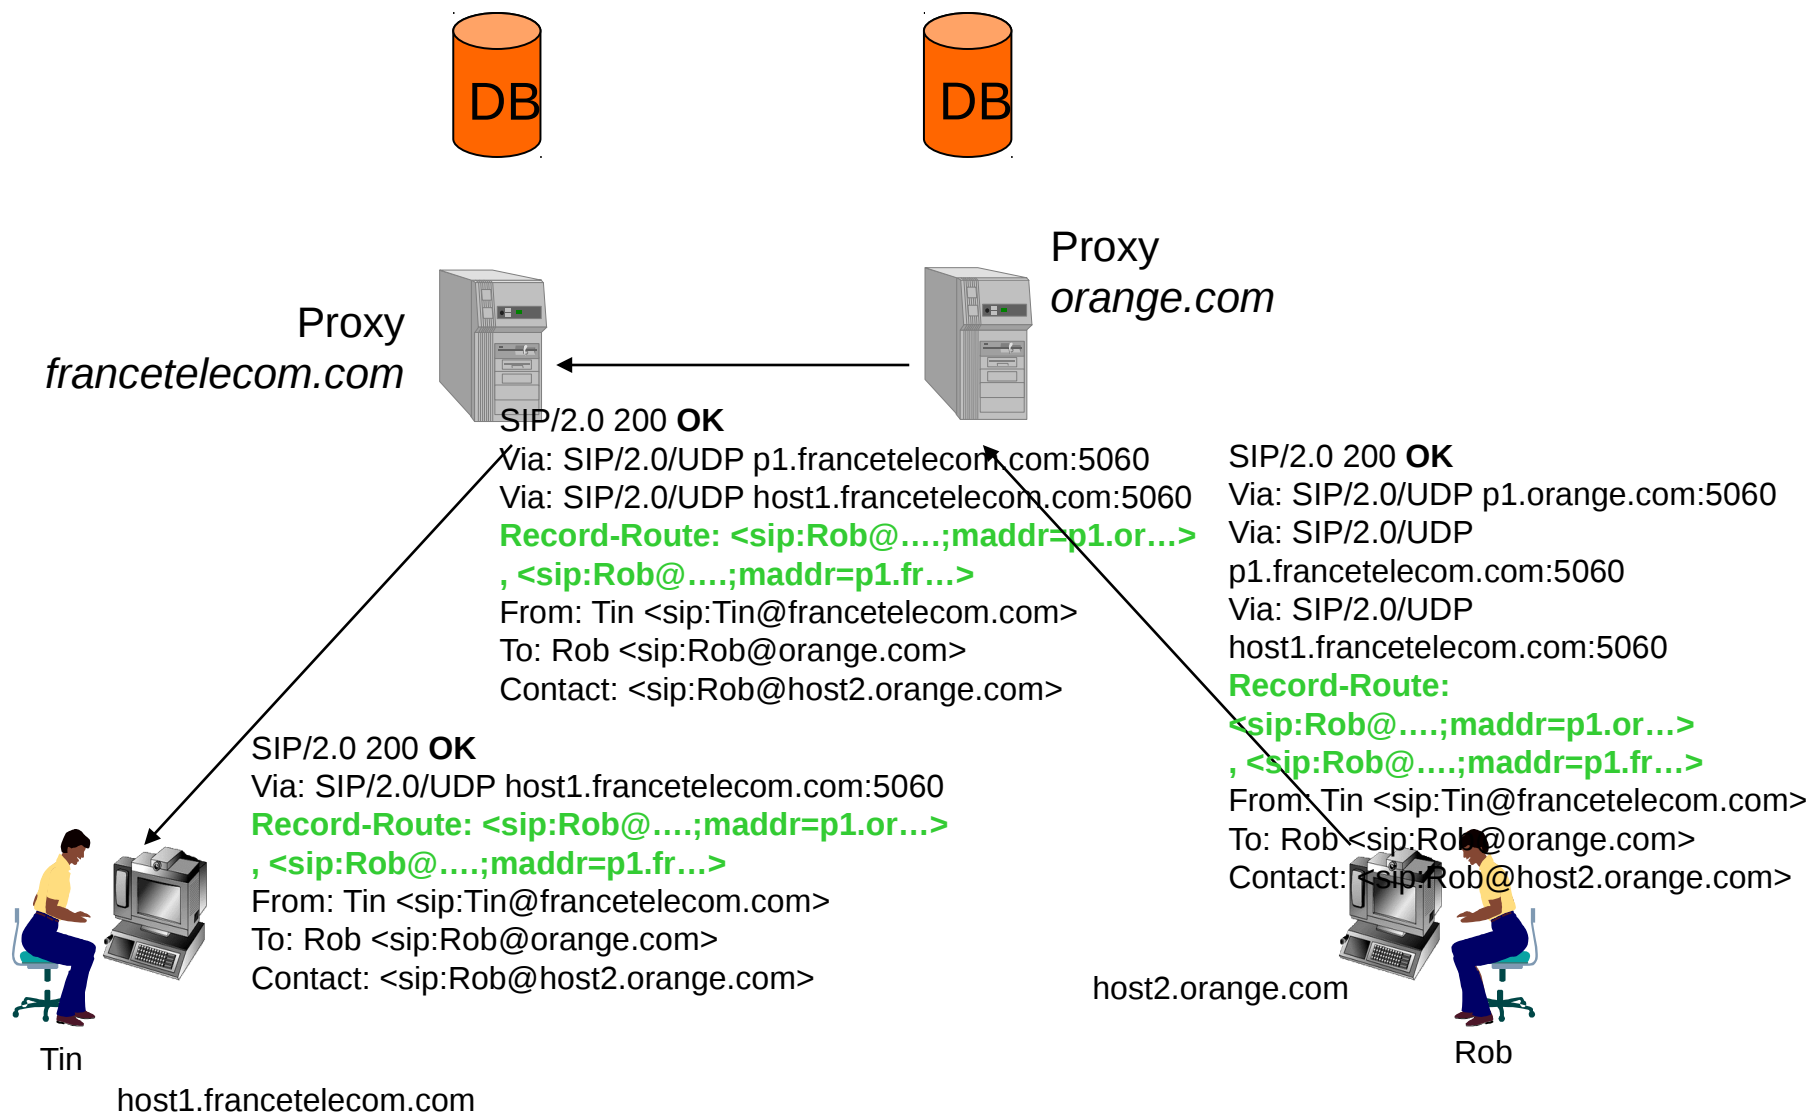 DB
DB
Proxy
orange.com
Proxy
francetelecom.com
SIP/2.0 200 OK
Via: SIP/2.0/UDP p1.francetelecom.com:5060
Via: SIP/2.0/UDP host1.francetelecom.com:5060
Record-Route: <sip:Rob@….;maddr=p1.or…>
, <sip:Rob@….;maddr=p1.fr…>
From: Tin <sip:Tin@francetelecom.com>
To: Rob <sip:Rob@orange.com>
Contact: <sip:Rob@host2.orange.com>
SIP/2.0 200 OK
Via: SIP/2.0/UDP p1.orange.com:5060
Via: SIP/2.0/UDP
p1.francetelecom.com:5060
Via: SIP/2.0/UDP
host1.francetelecom.com:5060
Record-Route:
<sip:Rob@….;maddr=p1.or…>
, <sip:Rob@….;maddr=p1.fr…>
From: Tin <sip:Tin@francetelecom.com>
To: Rob <sip:Rob@orange.com>
Contact: <sip:Rob@host2.orange.com>
SIP/2.0 200 OK
Via: SIP/2.0/UDP host1.francetelecom.com:5060
Record-Route: <sip:Rob@….;maddr=p1.or…>
, <sip:Rob@….;maddr=p1.fr…>
From: Tin <sip:Tin@francetelecom.com>
To: Rob <sip:Rob@orange.com>
Contact: <sip:Rob@host2.orange.com>
host2.orange.com
Tin
Rob
host1.francetelecom.com